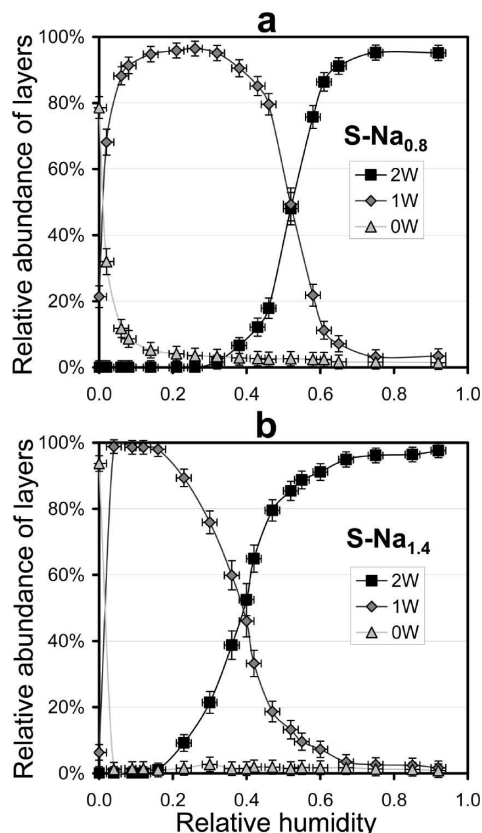 a
100%
80%
60%
40%
20%
0%
Relative abundance of layers
S-Na0.8
2W
1W
0W
0.0 0.2 0.4 0.6 0.8 1.0
b
100%
80%
60%
40%
20%
0%
Relative abundance of layers
S-Na1.4
2W
1W
0W
0.0 0.2 0.4 0.6 0.8 1.0
Relative humidity